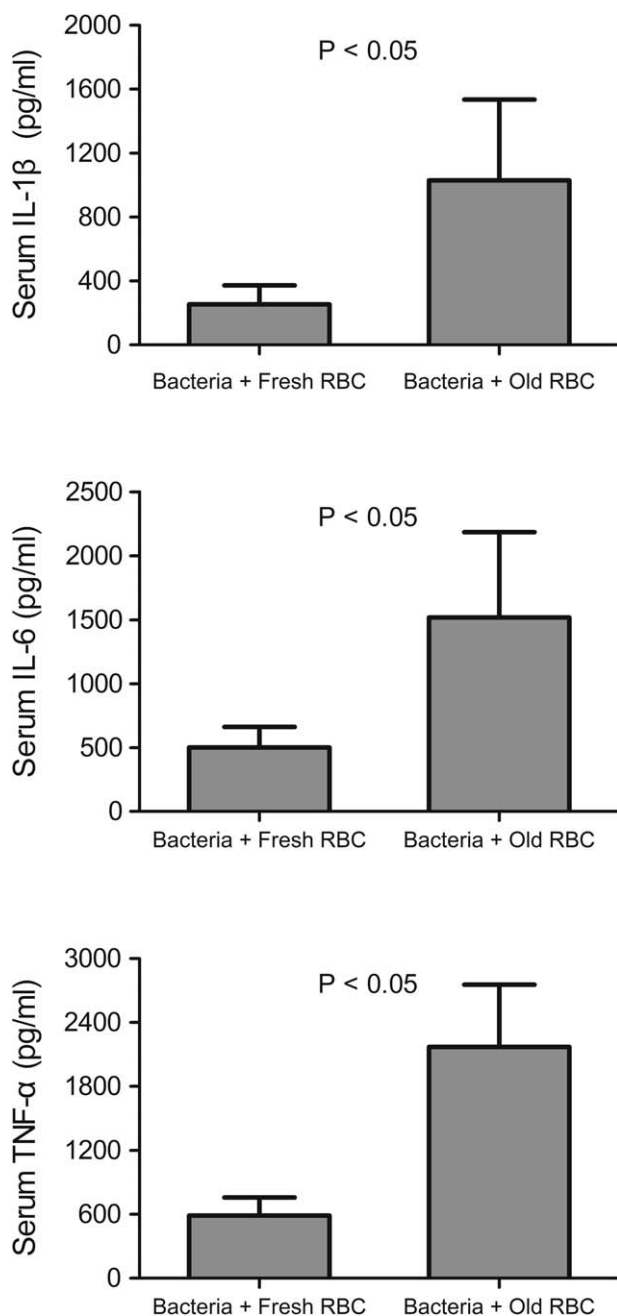 Serum IL-1β (pg/ml)
2000
1600
1200
800
400
0
P < 0.05
Bacteria + Fresh RBC
Bacteria + Old RBC
Serum IL-6 (pg/ml)
2500
2000
1500
1000
500
0
P < 0.05
Bacteria + Fresh RBC
Bacteria + Old RBC
Serum TNF-α (pg/ml)
3000
2400
1800
1200
600
0
P < 0.05
Bacteria + Fresh RBC
Bacteria + Old RBC